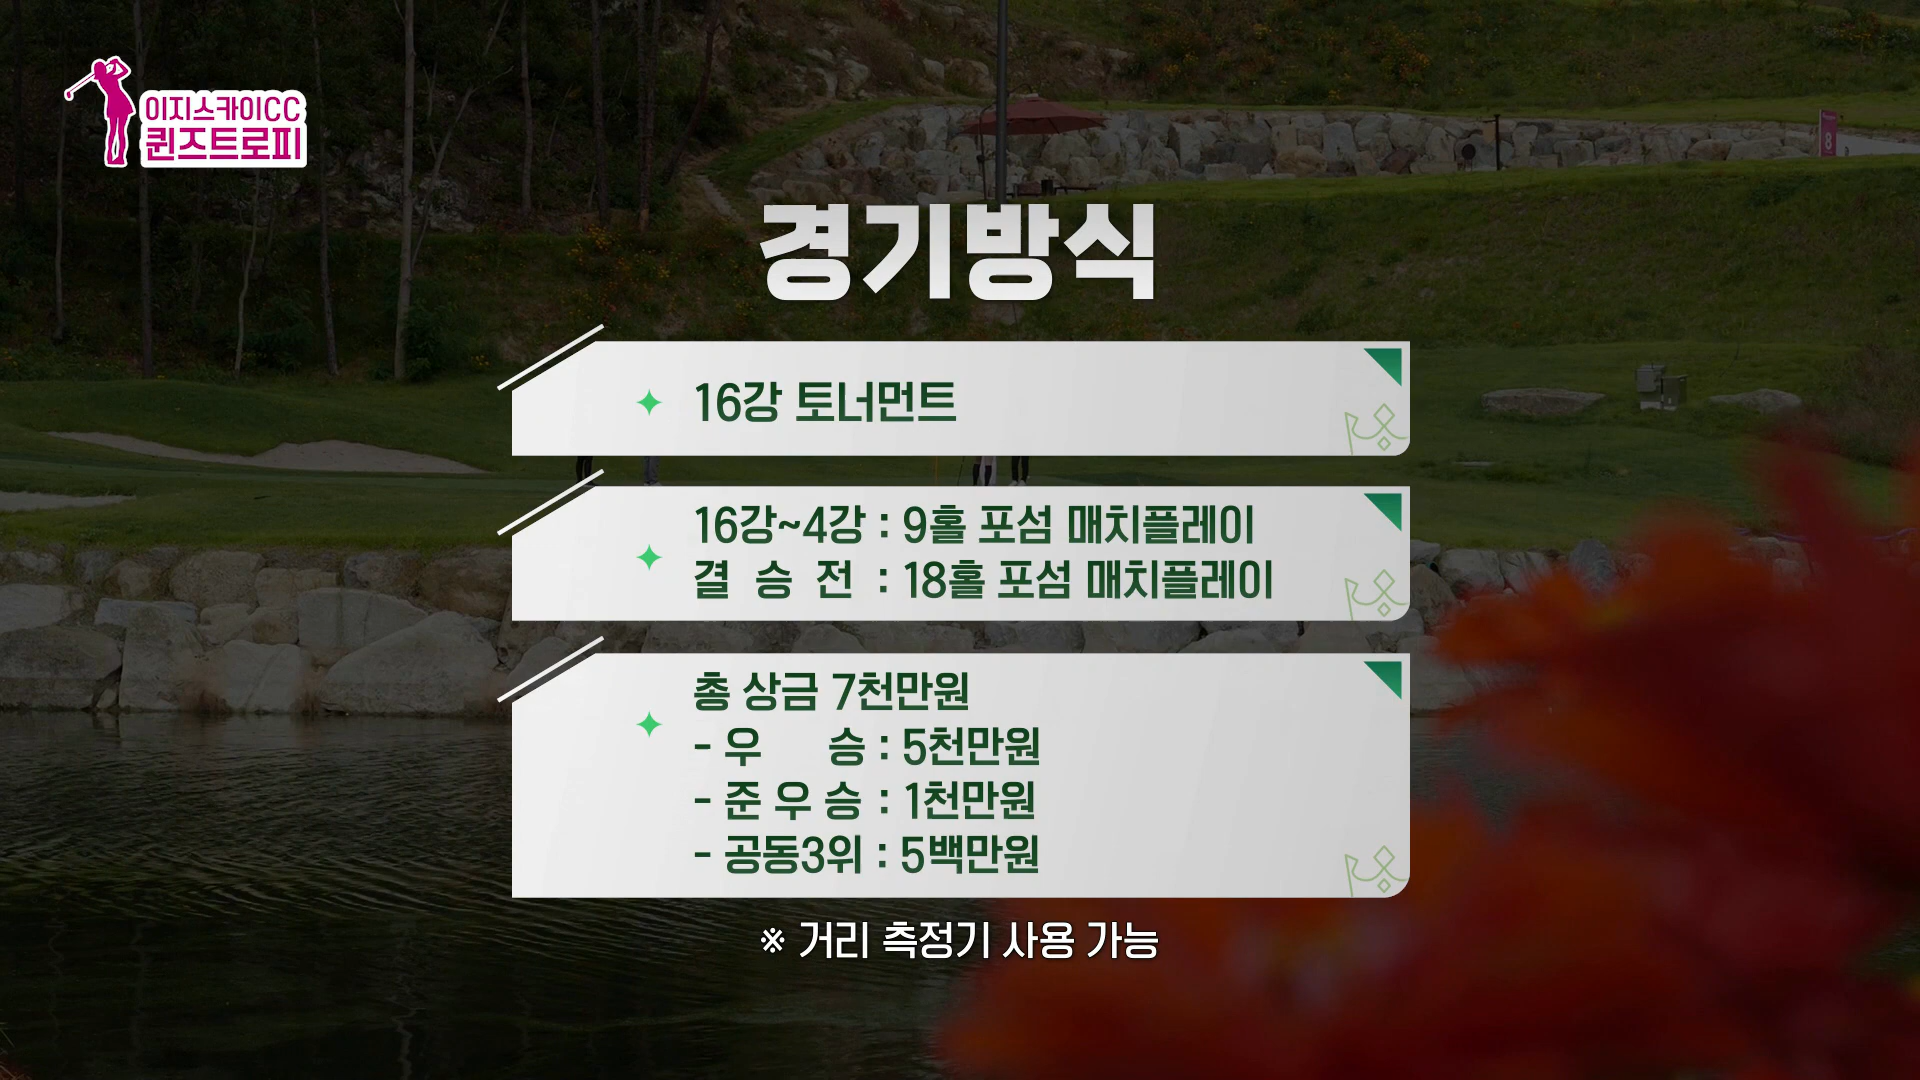 이지스카이CC
퀸즈트로피
8
경기방식
16강 토너먼트
16강~4강 : 9홀 포섬 매치플레이
결 승 전 : 18홀 포섬 매치플레이
총 상금 7천만원
- 우 승 : 5천만원
- 준 우 승 : 1천만원
- 공동3위 : 5백만원
※ 거리 측정기 사용 가능